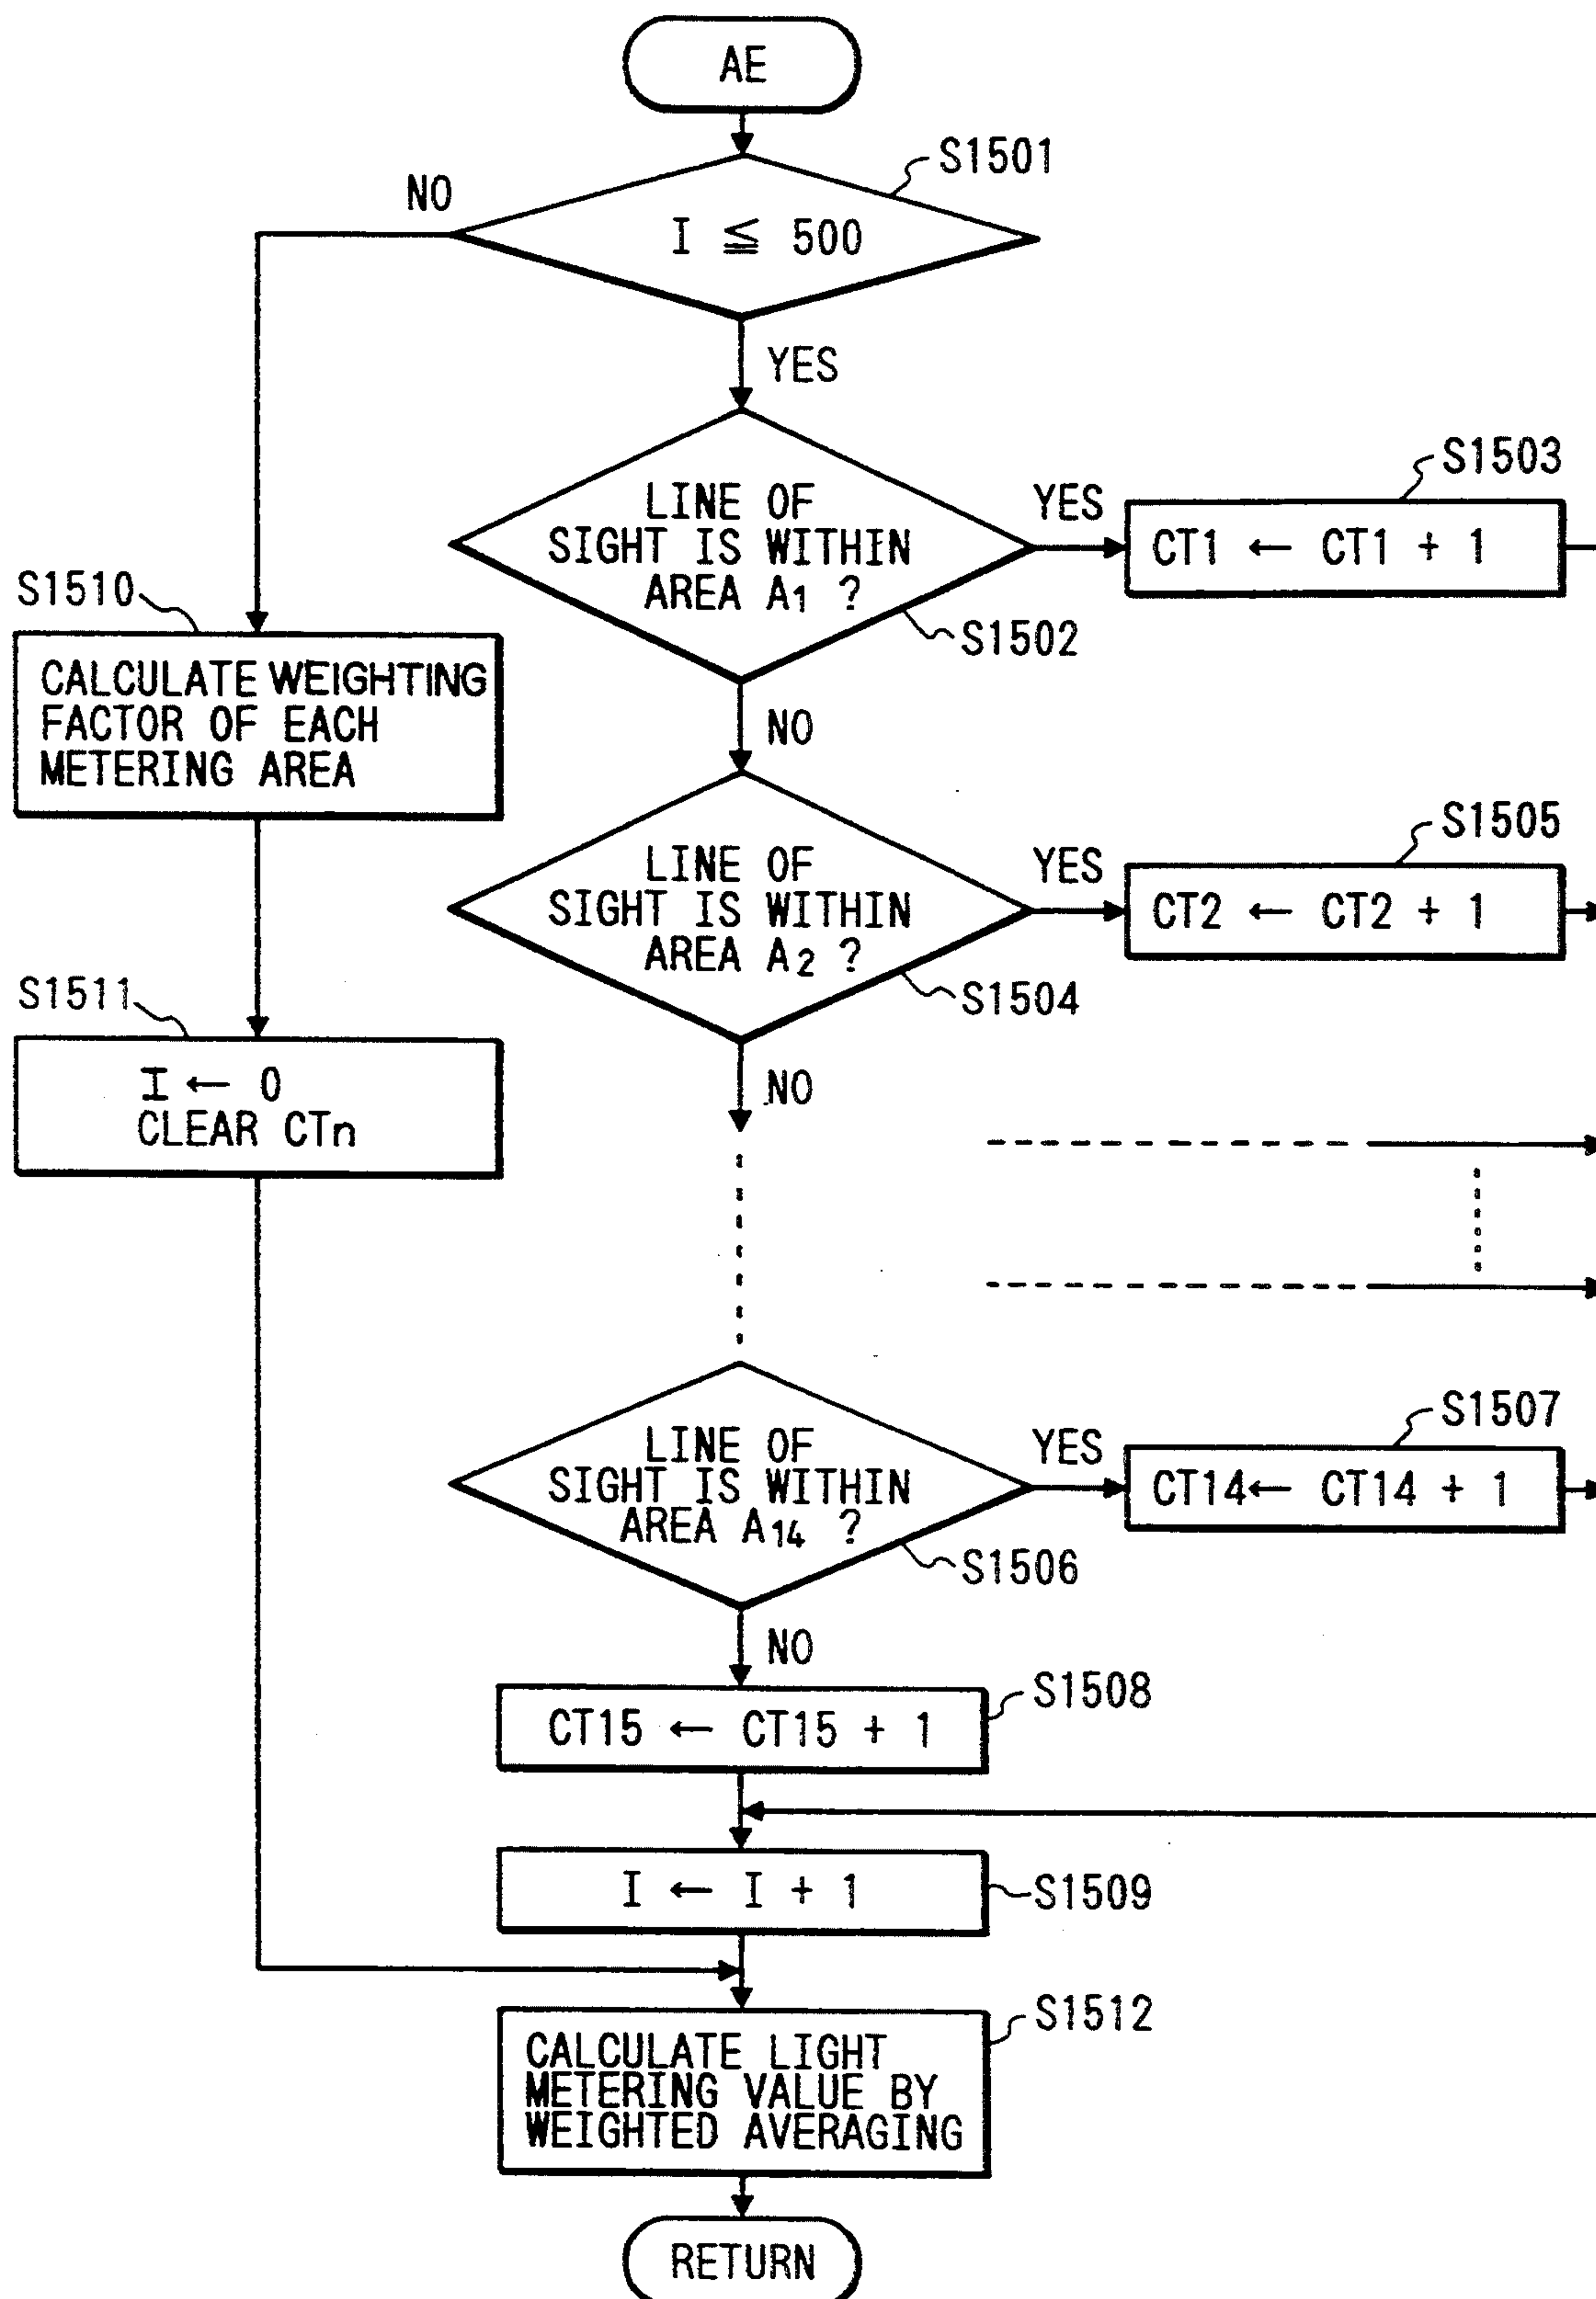 AE
S1501
NO
I ≦ 500
YES
S1503
LINE OF
SIGHT IS WITHIN
AREA A1 ?
YES
CT1 ← CT1 + 1
S1510
S1502
CALCULATE WEIGHTING
FACTOR OF EACH
METERING AREA
NO
S1505
LINE OF
SIGHT IS WITHIN
AREA A2 ?
YES
CT2 ← CT2 + 1
S1511
S1504
I ← 0
CLEAR CTn
NO
S1507
LINE OF
SIGHT IS WITHIN
AREA A14 ?
YES
CT14 ← CT14 + 1
S1506
NO
S1508
CT15 ← CT15 + 1
I ← I + 1
S1509
S1512
CALCULATE LIGHT
METERING VALUE BY
WEIGHTED AVERAGING
RETURN